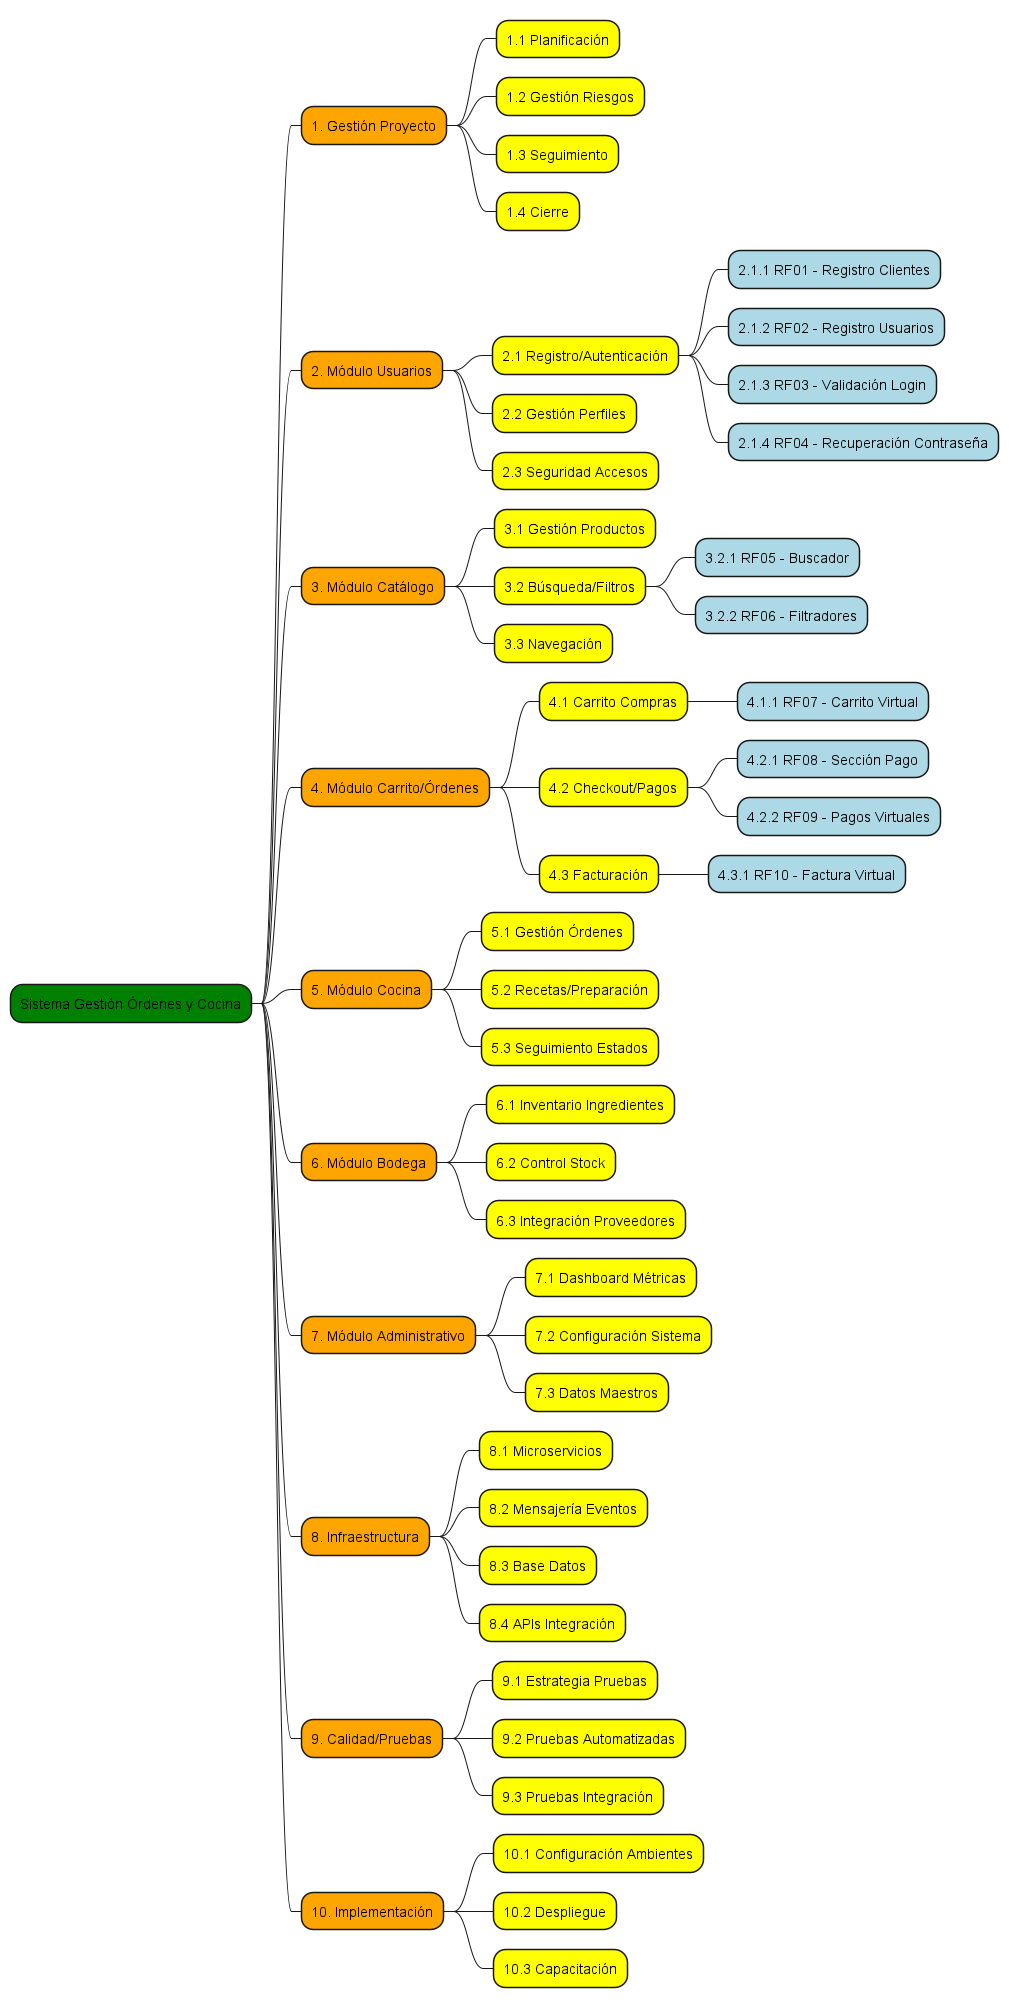 Sistema Gestión Órdenes y Cocina
1. Gestión Proyecto
1.1 Planificación
1.2 Gestión Riesgos
1.3 Seguimiento
1.4 Cierre
2. Módulo Usuarios
2.1 Registro/Autenticación
2.1.1 RF01 - Registro Clientes
2.1.2 RF02 - Registro Usuarios
2.1.3 RF03 - Validación Login
2.1.4 RF04 - Recuperación Contraseña
2.2 Gestión Perfiles
2.3 Seguridad Accesos
3. Módulo Catálogo
3.1 Gestión Productos
3.2 Búsqueda/Filtros
3.2.1 RF05 - Buscador
3.2.2 RF06 - Filtradores
3.3 Navegación
4. Módulo Carrito/Órdenes
4.1 Carrito Compras
4.1.1 RF07 - Carrito Virtual
4.2 Checkout/Pagos
4.2.1 RF08 - Sección Pago
4.2.2 RF09 - Pagos Virtuales
4.3 Facturación
4.3.1 RF10 - Factura Virtual
5. Módulo Cocina
5.1 Gestión Órdenes
5.2 Recetas/Preparación
5.3 Seguimiento Estados
6. Módulo Bodega
6.1 Inventario Ingredientes
6.2 Control Stock
6.3 Integración Proveedores
7. Módulo Administrativo
7.1 Dashboard Métricas
7.2 Configuración Sistema
7.3 Datos Maestros
8. Infraestructura
8.1 Microservicios
8.2 Mensajería Eventos
8.3 Base Datos
8.4 APIs Integración
9. Calidad/Pruebas
9.1 Estrategia Pruebas
9.2 Pruebas Automatizadas
9.3 Pruebas Integración
10. Implementación
10.1 Configuración Ambientes
10.2 Despliegue
10.3 Capacitación